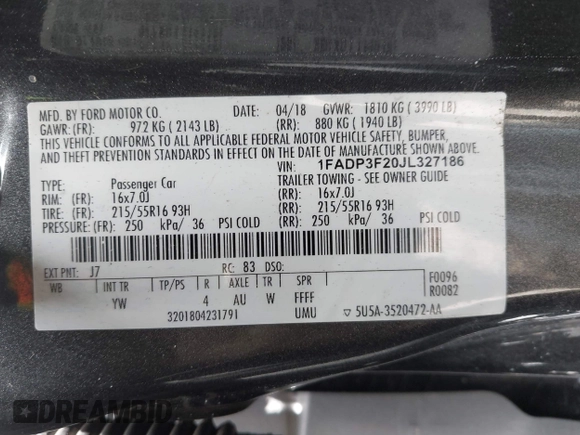 MFD. BY FORD MOTOR CO. DATE: 04/18 GVWR: 1810 KG ( 3990 LB)
GAWR: (FR): 972 KG ( 2143 LB) (RR): 880 KG ( 1940 LB)
THIS VEHICLE CONFORMS TO ALL APPLICABLE FEDERAL MOTOR VEHICLE SAFETY, BUMPER,
AND THEFT PREVENTION STANDARDS IN EFFECT ON THE DATE OF MANUFACTURE SHOWN ABOVE.
VIN: 1FADP3F20JL327186
TYPE: Passenger Car TRAILER TOWING - SEE OWNER GUIDE
RIM: (FR): 16x7.0J (RR): 16x7.0J
TIRE: (FR): 215/55R16 93H (RR): 215/55R16 93H
PRESSURE: (FR): 250 kPa/ 36 PSI COLD (RR): 250 kPa/ 36 PSI COLD
EXT PNT: J7 RC: 83 DSO: F0096
WB INT TR TP/PS R AXLE TR SPR R0082
YW 4 AU W FFFF
3201804231791 UMU ▽ 5U5A-3520472-AA
DREAMBID